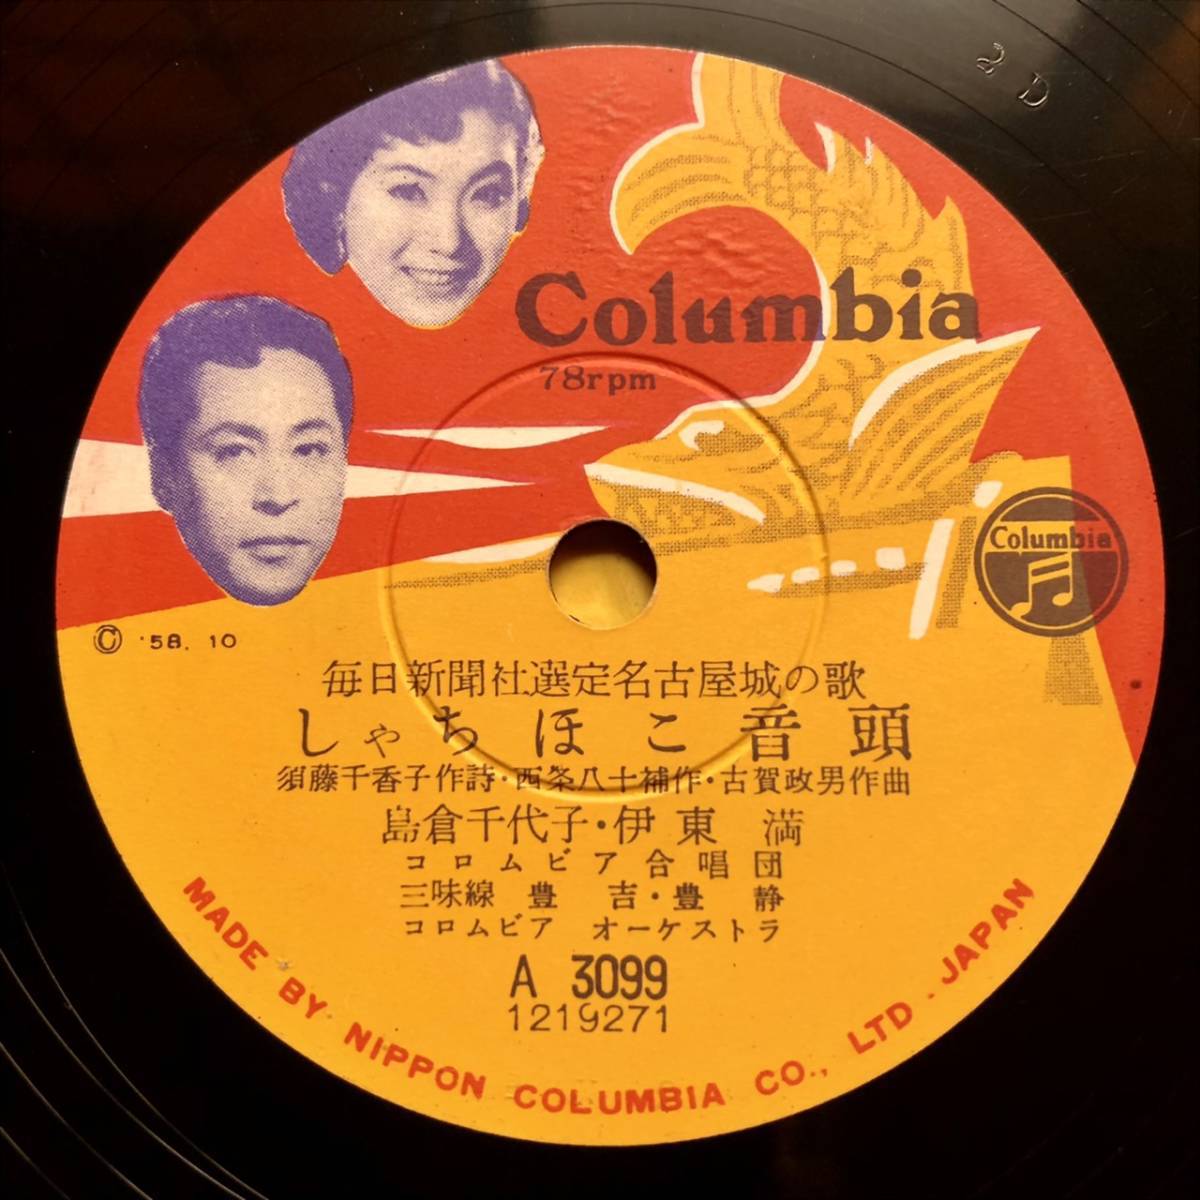 2 D
Columbia
78rpm
Columbia
© '58. 10
毎日新聞社選定名古屋城の歌
しゃちほこ音頭
須藤千香子作詩・西条八十補作・古賀政男作曲
島倉千代子・伊東 満
コロムビア合唱団
三味線 豊 吉・豊 静
コロムビア オーケストラ
A 3099
1219271
MADE BY NIPPON COLUMBIA CO., LTD. JAPAN